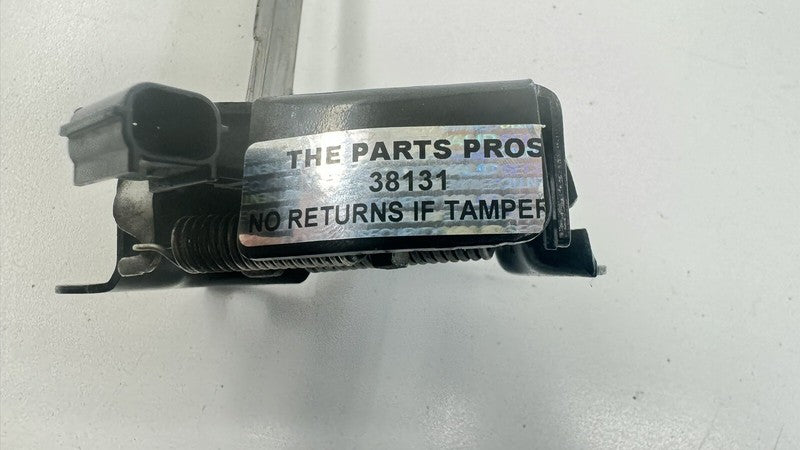 THE PARTS PROS
38131
NO RETURNS IF TAMPER